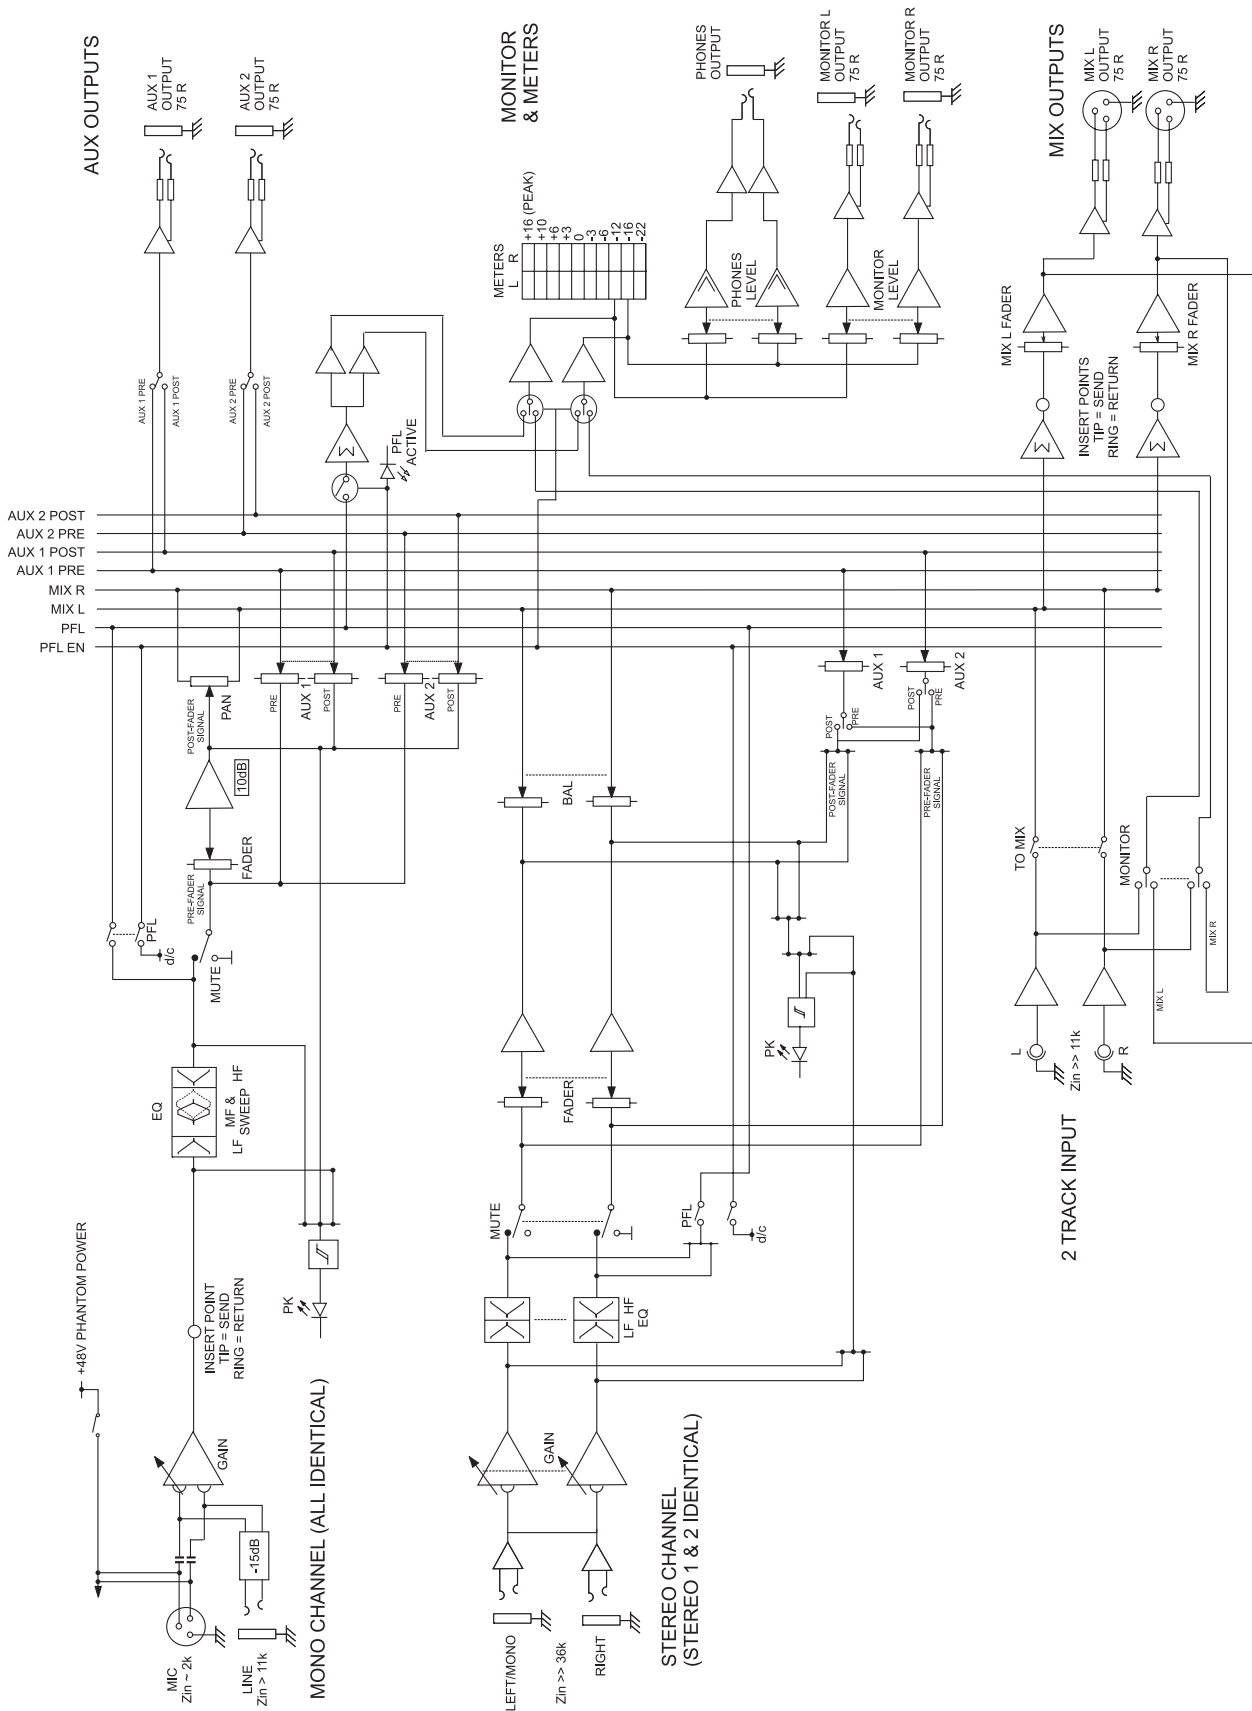 AUX OUTPUTS
AUX 1
OUTPUT
75 R
AUX 2
OUTPUT
75 R
AUX 1 PRE
AUX 1 POST
AUX 2 PRE
AUX 2 POST
MONITOR
& METERS
METERS
L R
+16 (PEAK)
+10
+6
+3
0
-3
-6
-12
-16
-22
PFL
ACTIVE
PHONES
OUTPUT
MONITOR L
OUTPUT
75 R
MONITOR R
OUTPUT
75 R
PHONES
LEVEL
MONITOR
LEVEL
MIX OUTPUTS
MIX L
OUTPUT
75 R
MIX R
OUTPUT
75 R
MIX L FADER
MIX R FADER
INSERT POINTS
TIP = SEND
RING = RETURN
Σ
Σ
Σ
AUX 2 POST
AUX 2 PRE
AUX 1 POST
AUX 1 PRE
MIX R
MIX L
PFL
PFL EN
PAN
POST-FADER
SIGNAL
10dB
FADER
PRE-FADER
SIGNAL
PRE
AUX 1
POST
PRE
AUX 2
POST
PFL
d/c
MUTE
EQ
LF
MF &
SWEEP
HF
PK
INSERT POINT
TIP = SEND
RING = RETURN
+48V PHANTOM POWER
GAIN
-15dB
MIC
Zin ~ 2k
LINE
Zin > 11k
MONO CHANNEL (ALL IDENTICAL)
AUX 1
AUX 2
POST
PRE
POST
PRE
POST-FADER
SIGNAL
PRE-FADER
SIGNAL
BAL
PK
FADER
MUTE
PFL
d/c
LF HF
EQ
GAIN
LEFT/MONO
Zin >> 36k
RIGHT
STEREO CHANNEL
(STEREO 1 & 2 IDENTICAL)
TO MIX
MONITOR
MIX L
MIX R
L
Zin >> 11k
R
2 TRACK INPUT